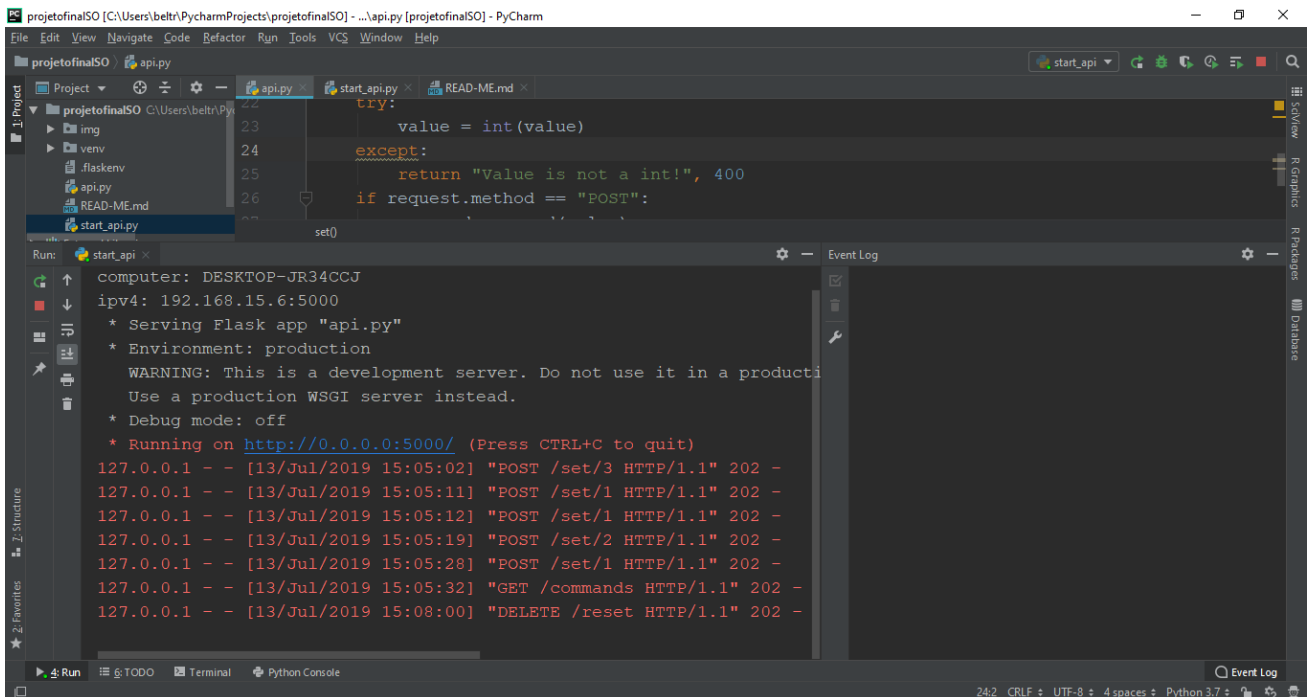 projetofinalSO [C:\Users\beltr\PycharmProjects\projetofinalSO] - ...\api.py [projetofinalSO] - PyCharm
File Edit View Navigate Code Refactor Run Tools VCS Window Help
projetofinalSO api.py start_api
1: Project
Project api.py start_api.py READ-ME.md
projetofinalSO C:\Users\beltr\Py
img
venv
.flaskenv
api.py
READ-ME.md
start_api.py
22 try:
23 value = int(value)
24 except:
25 return "Value is not a int!", 400
26 if request.method == "POST":
set()
SciView
R Graphics
R Packages
Database
Run: start_api
Event Log
computer: DESKTOP-JR34CCJ
ipv4: 192.168.15.6:5000
* Serving Flask app "api.py"
* Environment: production
WARNING: This is a development server. Do not use it in a producti
Use a production WSGI server instead.
* Debug mode: off
* Running on http://0.0.0.0:5000/ (Press CTRL+C to quit)
127.0.0.1 - - [13/Jul/2019 15:05:02] "POST /set/3 HTTP/1.1" 202 -
127.0.0.1 - - [13/Jul/2019 15:05:11] "POST /set/1 HTTP/1.1" 202 -
127.0.0.1 - - [13/Jul/2019 15:05:12] "POST /set/1 HTTP/1.1" 202 -
127.0.0.1 - - [13/Jul/2019 15:05:19] "POST /set/2 HTTP/1.1" 202 -
127.0.0.1 - - [13/Jul/2019 15:05:28] "POST /set/1 HTTP/1.1" 202 -
127.0.0.1 - - [13/Jul/2019 15:05:32] "GET /commands HTTP/1.1" 202 -
127.0.0.1 - - [13/Jul/2019 15:08:00] "DELETE /reset HTTP/1.1" 202 -
7: Structure
2: Favorites
4: Run 6: TODO Terminal Python Console Event Log
24:2 CRLF UTF-8 4 spaces Python 3.7